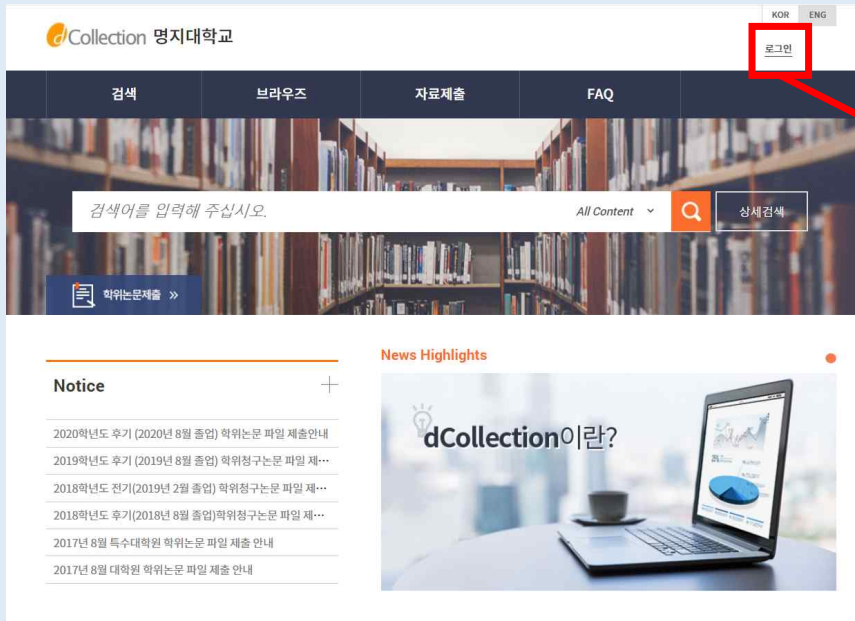 KOR ENG
dCollection 명지대학교
로그인
검색 브라우즈 자료제출 FAQ
검색어를 입력해 주십시오. All Content 상세검색
학위논문제출 »
News Highlights
Notice
2020학년도 후기 (2020년 8월 졸업) 학위논문 파일 제출안내
2019학년도 후기 (2019년 8월 졸업) 학위청구논문 파일 제…
2018학년도 전기(2019년 2월 졸업) 학위청구논문 파일 제…
2018학년도 후기(2018년 8월 졸업)학위청구논문 파일 제…
2017년 8월 특수대학원 학위논문 파일 제출 안내
2017년 8월 대학원 학위논문 파일 제출 안내
dCollection이란?